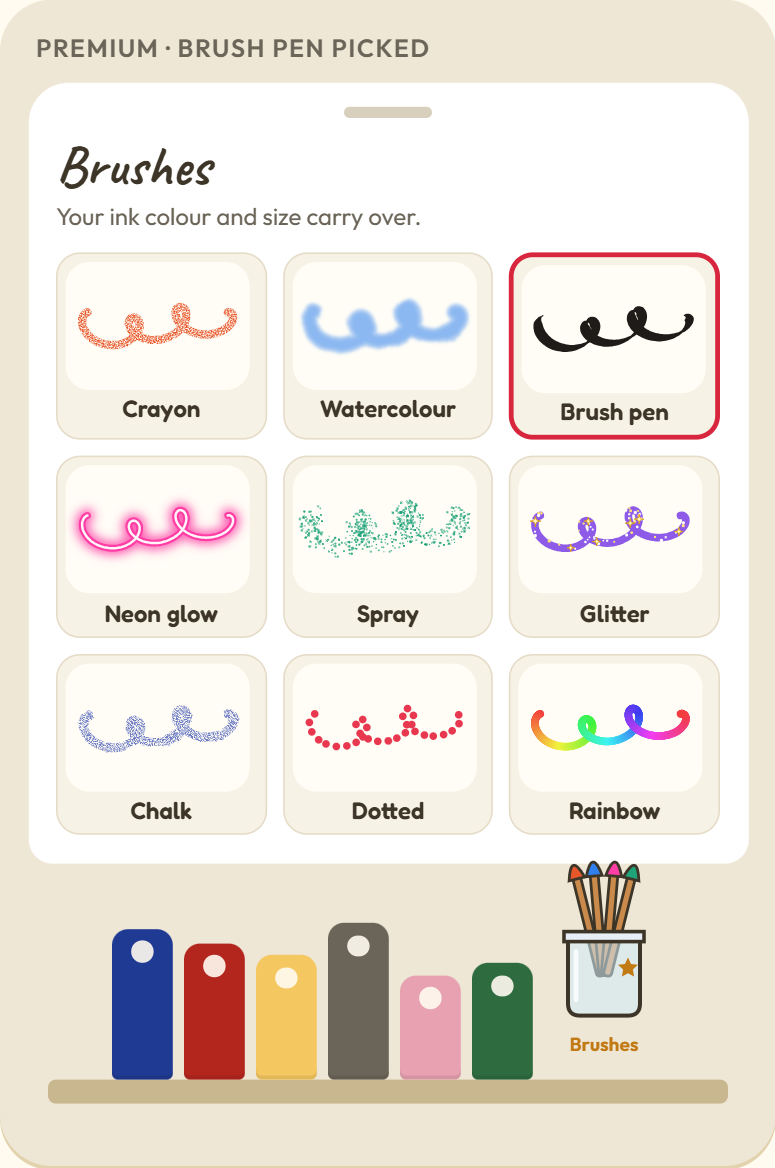 PREMIUM · BRUSH PEN PICKED
Brushes
Your ink colour and size carry over.
Crayon
Watercolour
Brush pen
Neon glow
Spray
Glitter
Chalk
Dotted
Rainbow
Brushes